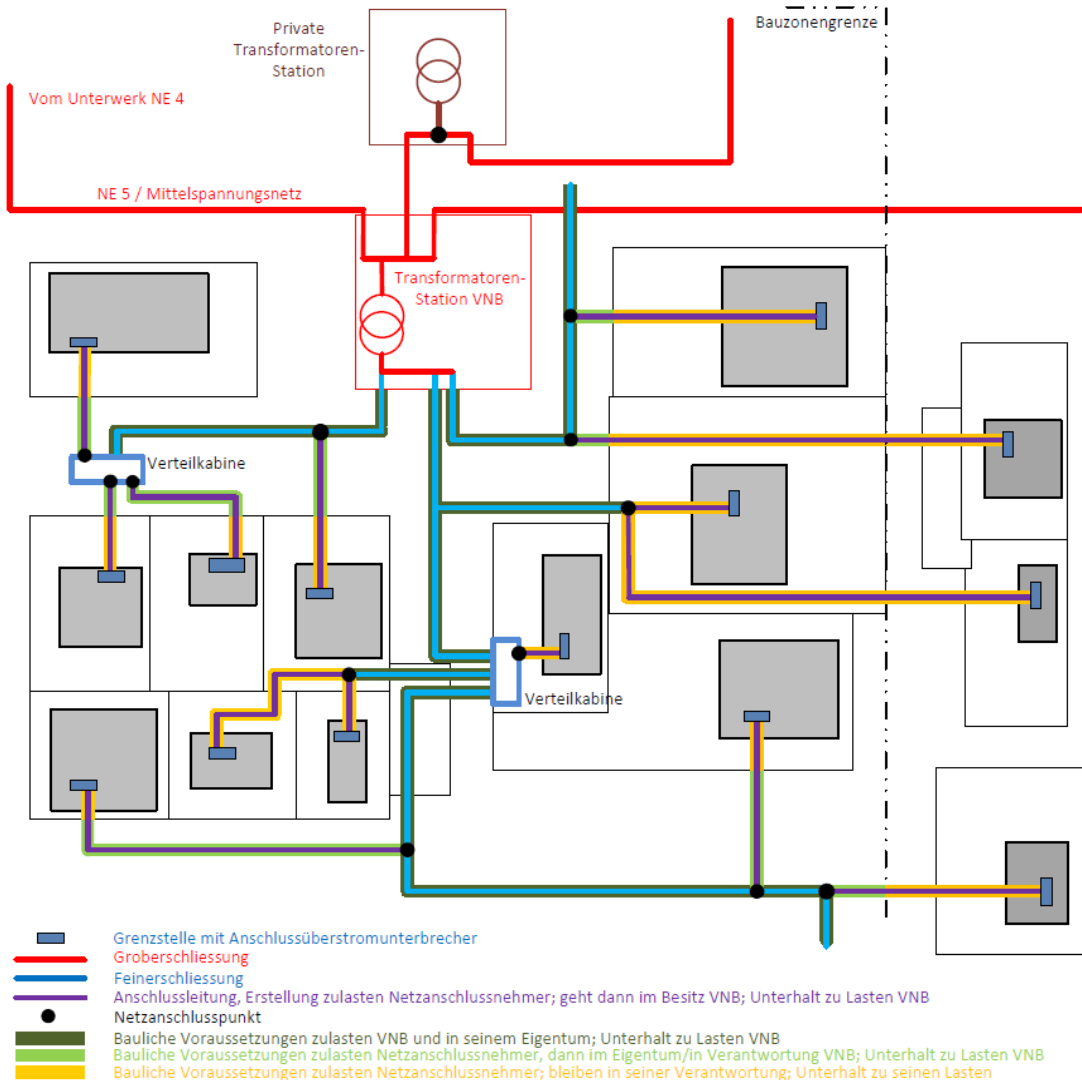 Private
Transformatoren-
Station
Bauzonengrenze
Vom Unterwerk NE 4
NE 5 / Mittelspannungsnetz
Transformatoren-
Station VNB
Verteilkabine
Verteilkabine
Grenzstelle mit Anschlussüberstromunterbrecher
Groberschliessung
Feinerschliessung
Anschlussleitung, Erstellung zulasten Netzanschlussnehmer; geht dann im Besitz VNB; Unterhalt zu Lasten VNB
Netzanschlusspunkt
Bauliche Voraussetzungen zulasten VNB und in seinem Eigentum; Unterhalt zu Lasten VNB
Bauliche Voraussetzungen zulasten Netzanschlussnehmer, dann im Eigentum/in Verantwortung VNB; Unterhalt zu Lasten VNB
Bauliche Voraussetzungen zulasten Netzanschlussnehmer; bleiben in seiner Verantwortung; Unterhalt zu seinen Lasten